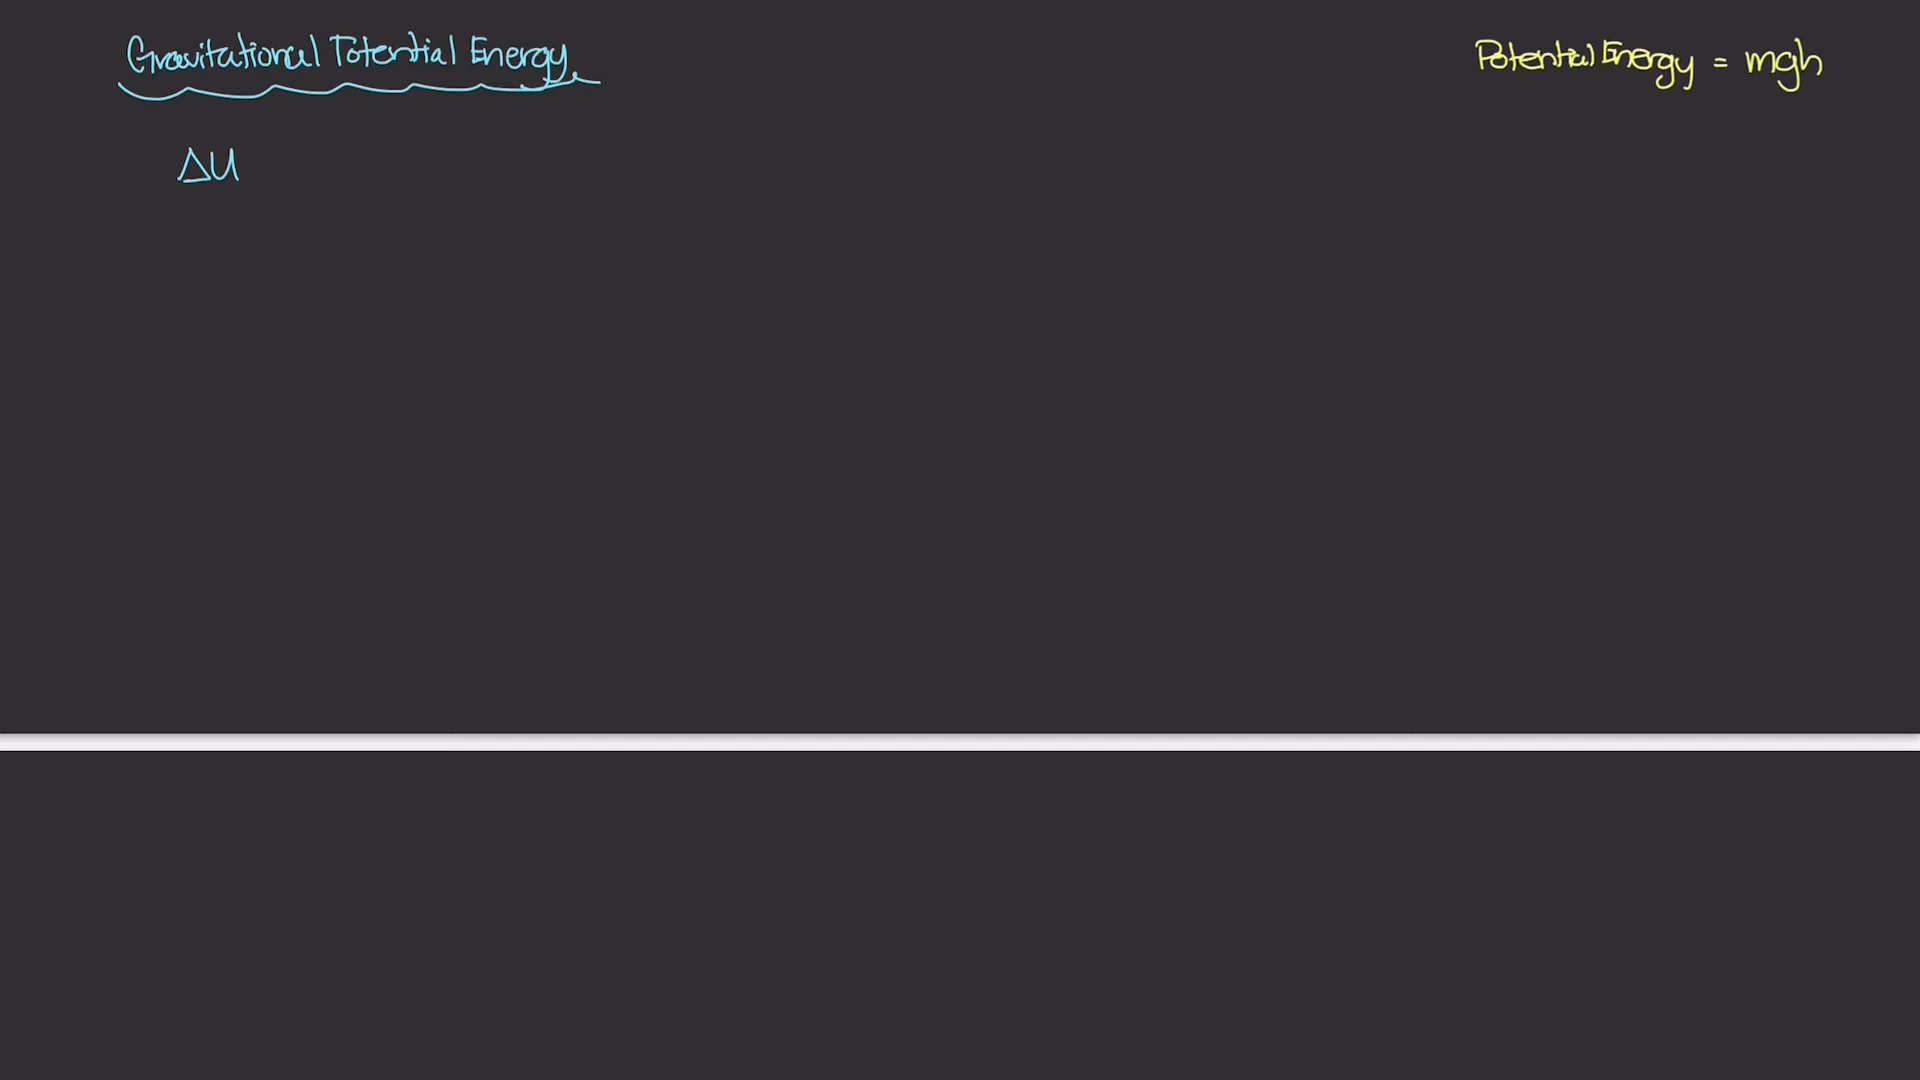 Gravitational Potential Energy
Potential Energy = mgh
ΔU